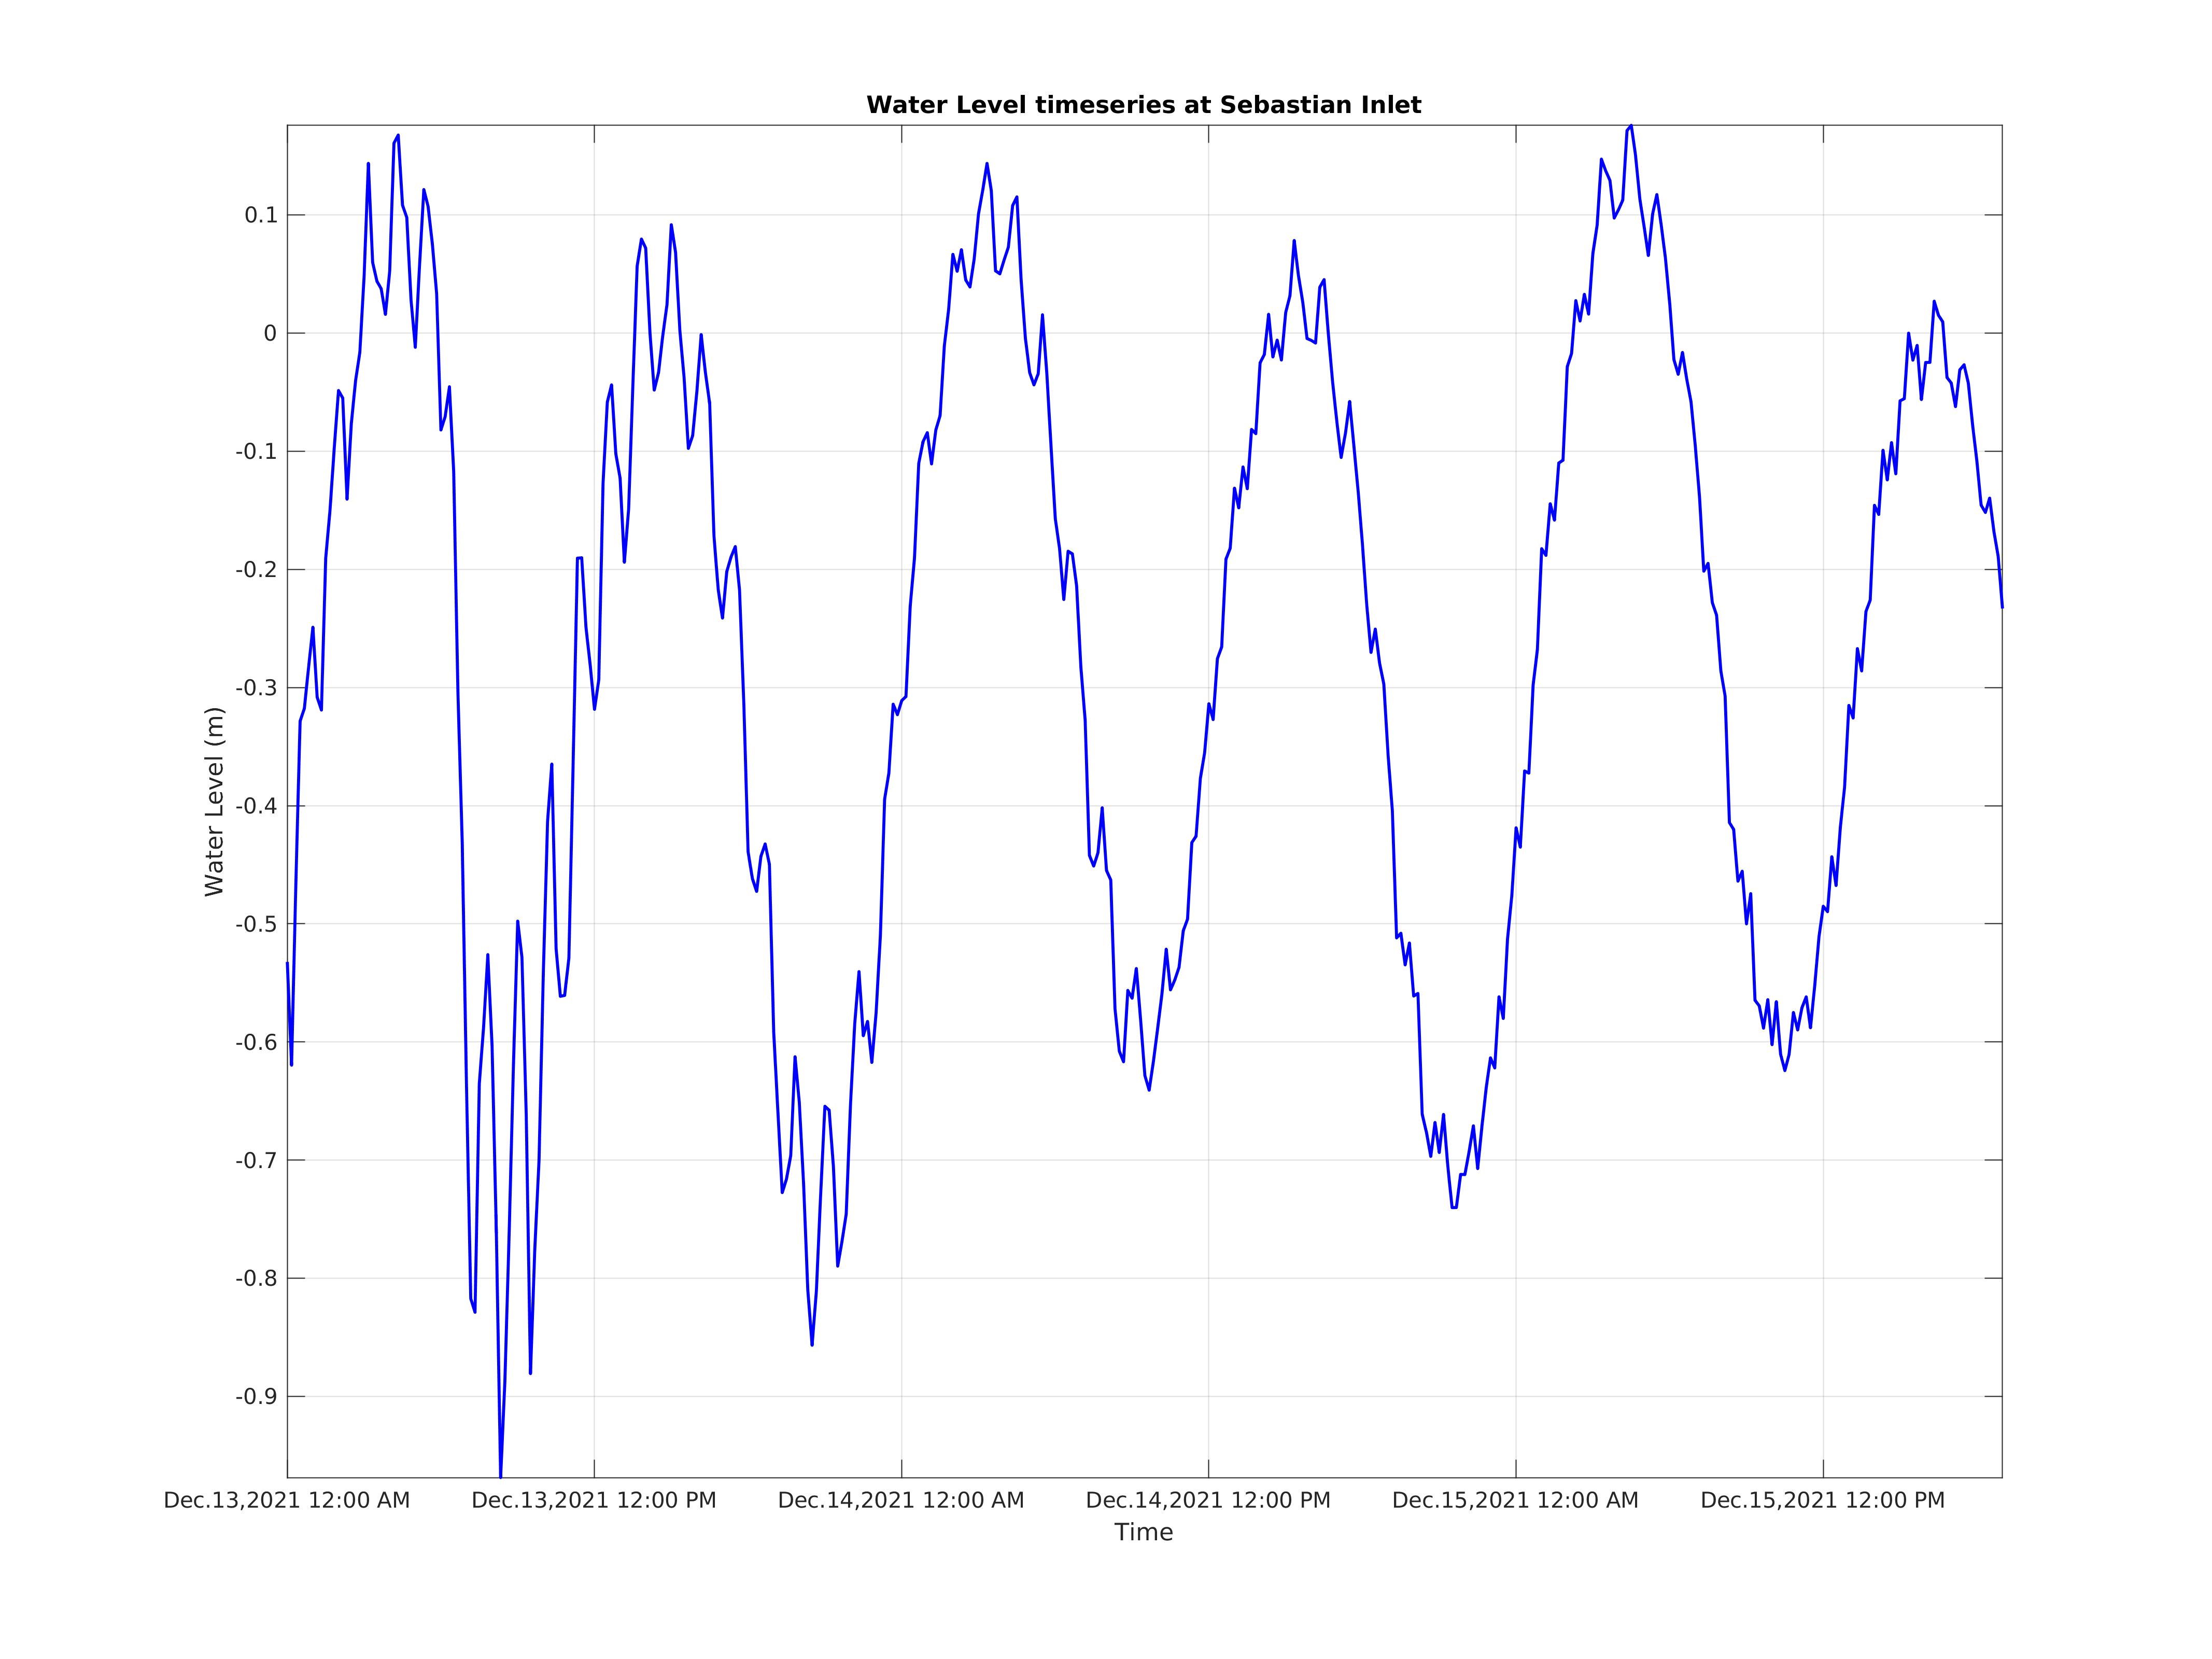 Water Level timeseries at Sebastian Inlet
0.1
0
-0.1
-0.2
-0.3
-0.4
-0.5
-0.6
-0.7
-0.8
-0.9
Water Level (m)
Dec.13,2021 12:00 AM
Dec.13,2021 12:00 PM
Dec.14,2021 12:00 AM
Dec.14,2021 12:00 PM
Dec.15,2021 12:00 AM
Dec.15,2021 12:00 PM
Time